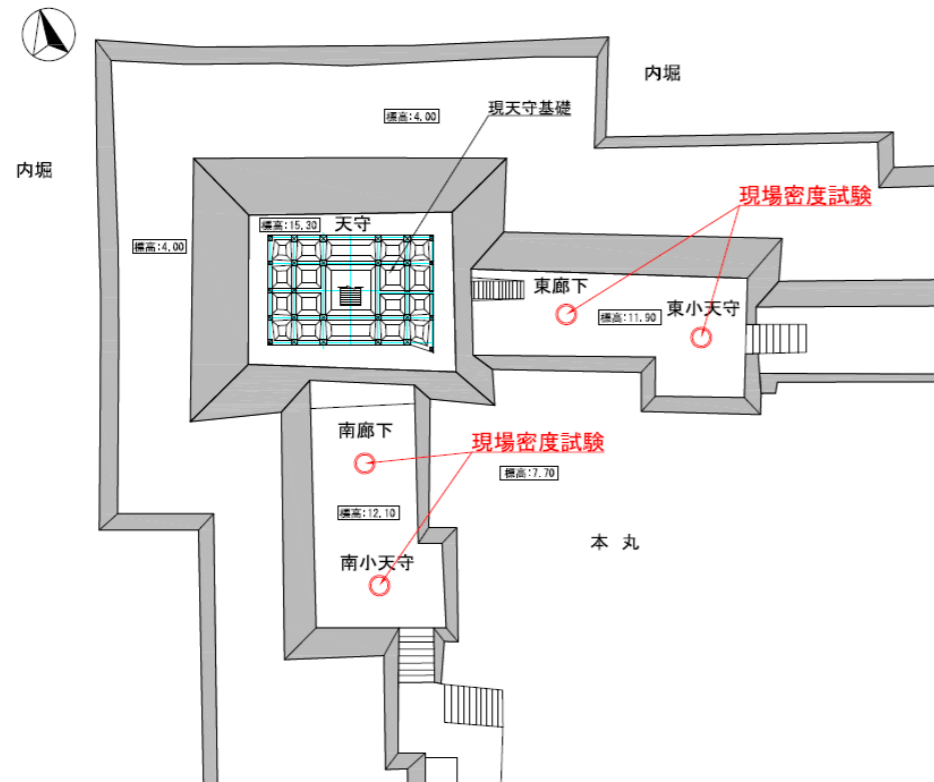 内堀
標高:4.00
現天守基礎
内堀
現場密度試験
標高:15.30
天守
標高:4.00
東廊下
標高:11.90
東小天守
南廊下
現場密度試験
標高:7.70
標高:12.10
本 丸
南小天守